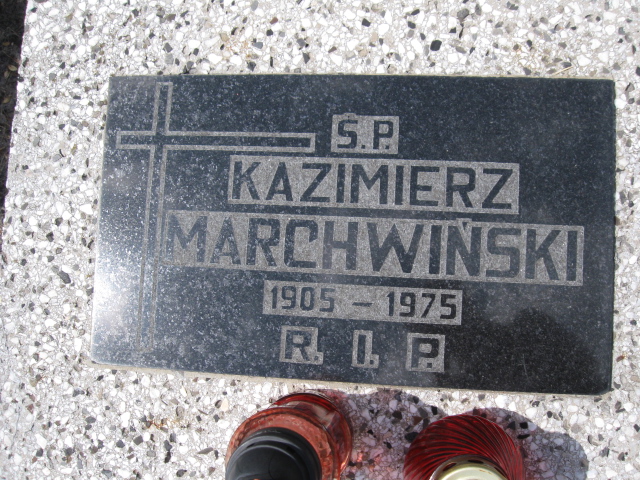 Ś.P.
KAZIMIERZ
MARCHWIŃSKI
1905 - 1975
R. I. P.